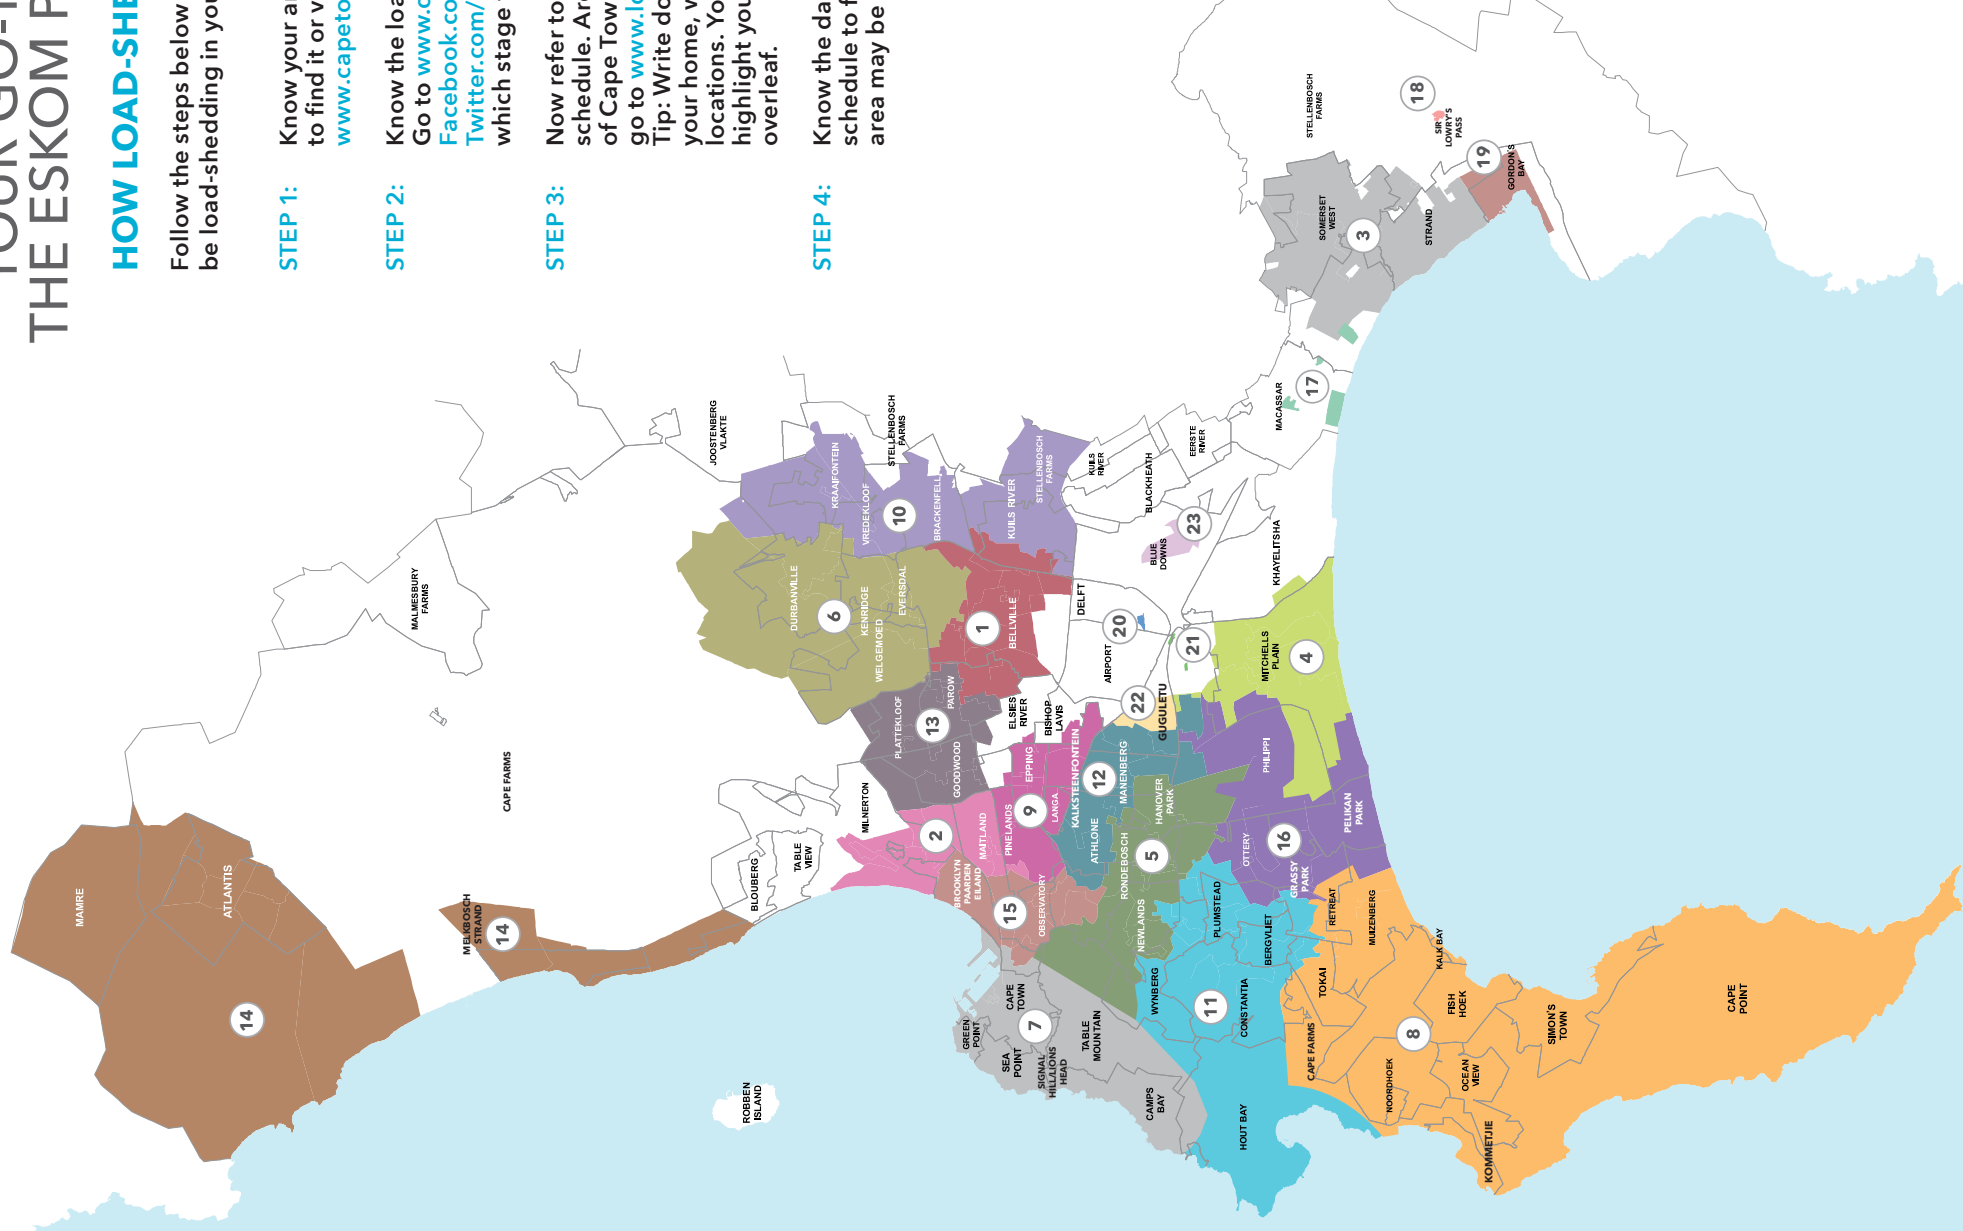 THE ESKOM P
HOW LOAD-SHE
Follow the steps below
be load-shedding in you
STEP 1:
Know your a
to find it or v
www.capeto
STEP 2:
Know the loa
Go to www.c
Facebook.co
Twitter.com/
which stage
STEP 3:
Now refer to
schedule. Ar
of Cape Tow
go to www.lo
Tip: Write do
your home, w
locations. Yo
highlight you
overleaf.
STEP 4:
Know the da
schedule to f
area may be
MAMRE
ATLANTIS
14
MELKBOSCH
STRAND
14
CAPE FARMS
MALMESBURY
FARMS
JOOSTENBERG
VLAKTE
BLOUBERG
TABLE
VIEW
MILNERTON
ROBBEN
ISLAND
DURBANVILLE
6
KENRIDGE
WELGEMOED
EVERSDAL
KRAAIFONTEIN
VREDEKLOOF
10
STELLENBOSCH
FARMS
BRACKENFELL
KUILS RIVER
STELLENBOSCH
FARMS
PLATTEKLOOF
13
PAROW
GOODWOOD
1
BELLVILLE
2
MAITLAND
BROOKLYN
PAARDEN
EILAND
15
OBSERVATORY
PINELANDS
9
EPPING
LANGA
KALKSTEENFONTEIN
ELSIES
RIVER
BISHOP
LAVIS
DELFT
AIRPORT
20
21
22
GUGULETU
12
MANENBERG
ATHLONE
HANOVER
PARK
RONDEBOSCH
5
NEWLANDS
KUILS
RIVER
BLACKHEATH
EERSTE
RIVER
BLUE
DOWNS
23
KHAYELITSHA
MITCHELLS
PLAIN
4
PHILIPPI
OTTERY
16
GRASSY
PARK
PELIKAN
PARK
GREEN
POINT
CAPE
TOWN
SEA
POINT
7
SIGNAL
HILL/LIONS
HEAD
TABLE
MOUNTAIN
CAMPS
BAY
WYNBERG
PLUMSTEAD
11
CONSTANTIA
BERGVLIET
HOUT BAY
CAPE FARMS
TOKAI
RETREAT
MUIZENBERG
8
NOORDHOEK
KALK BAY
FISH
HOEK
OCEAN
VIEW
KOMMETJIE
SIMON'S
TOWN
CAPE
POINT
MACASSAR
17
STELLENBOSCH
FARMS
SOMERSET
WEST
3
STRAND
18
SIR
LOWRY'S
PASS
19
GORDON'S
BAY